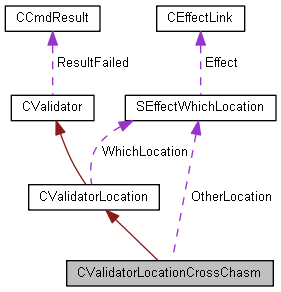 CCmdResult
CEffectLink
ResultFailed
Effect
CValidator
SEffectWhichLocation
WhichLocation
CValidatorLocation
OtherLocation
CValidatorLocationCrossChasm